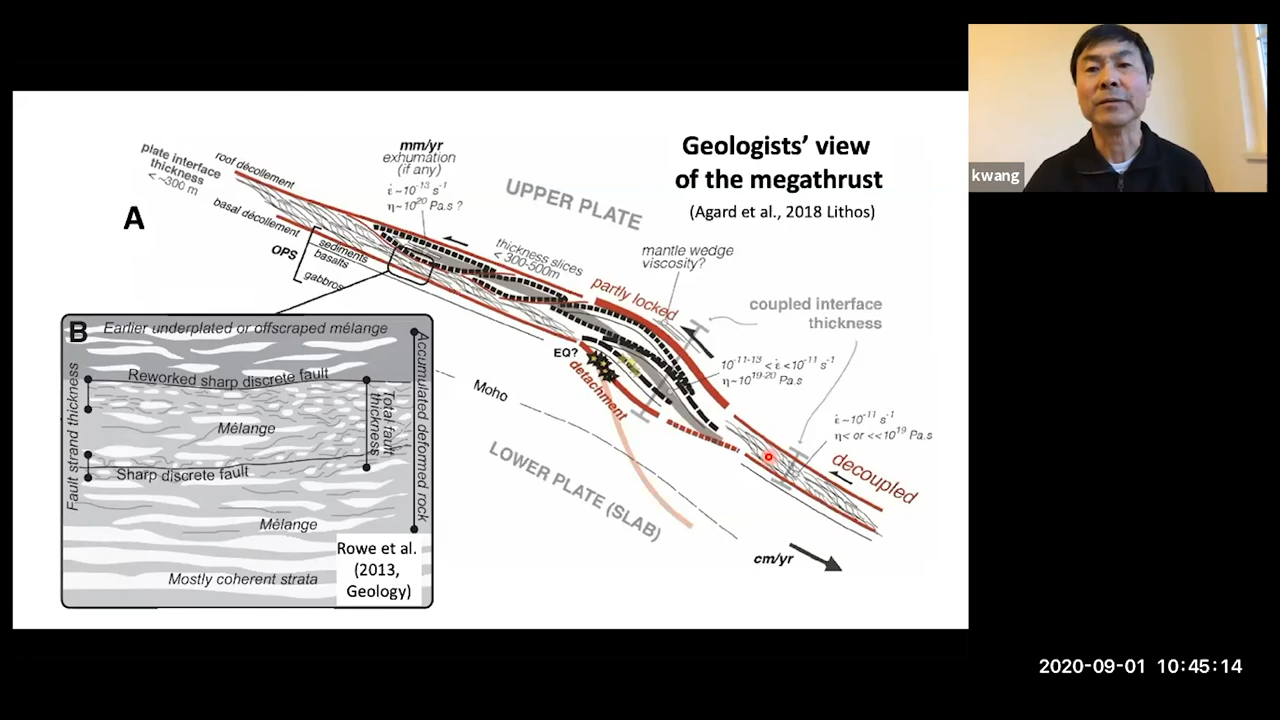 Geologists' view
of the megathrust
(Agard et al., 2018 Lithos)
A
plate interface
thickness
< ~300 m
roof décollement
basal décollement
OPS
sediments
basalts
gabbros
mm/yr
exhumation
(if any)
ε̇ ~10⁻¹³ s⁻¹
η~10²⁰ Pa.s ?
UPPER PLATE
thickness slices
< 300-500m
partly locked
mantle wedge
viscosity?
coupled interface
thickness
10⁻¹¹⁻¹³ < ε̇ <10⁻¹¹ s⁻¹
η~10¹⁹⁻²⁰ Pa.s
EQ?
detachment
Moho
LOWER PLATE (SLAB)
ε̇ ~10⁻¹¹ s⁻¹
η< or <<10¹⁹ Pa.s
decoupled
cm/yr
B
Earlier underplated or offscraped mélange
Reworked sharp discrete fault
Mélange
Sharp discrete fault
Mélange
Mostly coherent strata
Fault strand thickness
Total fault
thickness
Accumulated deformed rock
Rowe et al.
(2013,
Geology)
kwang
2020-09-01 10:45:14